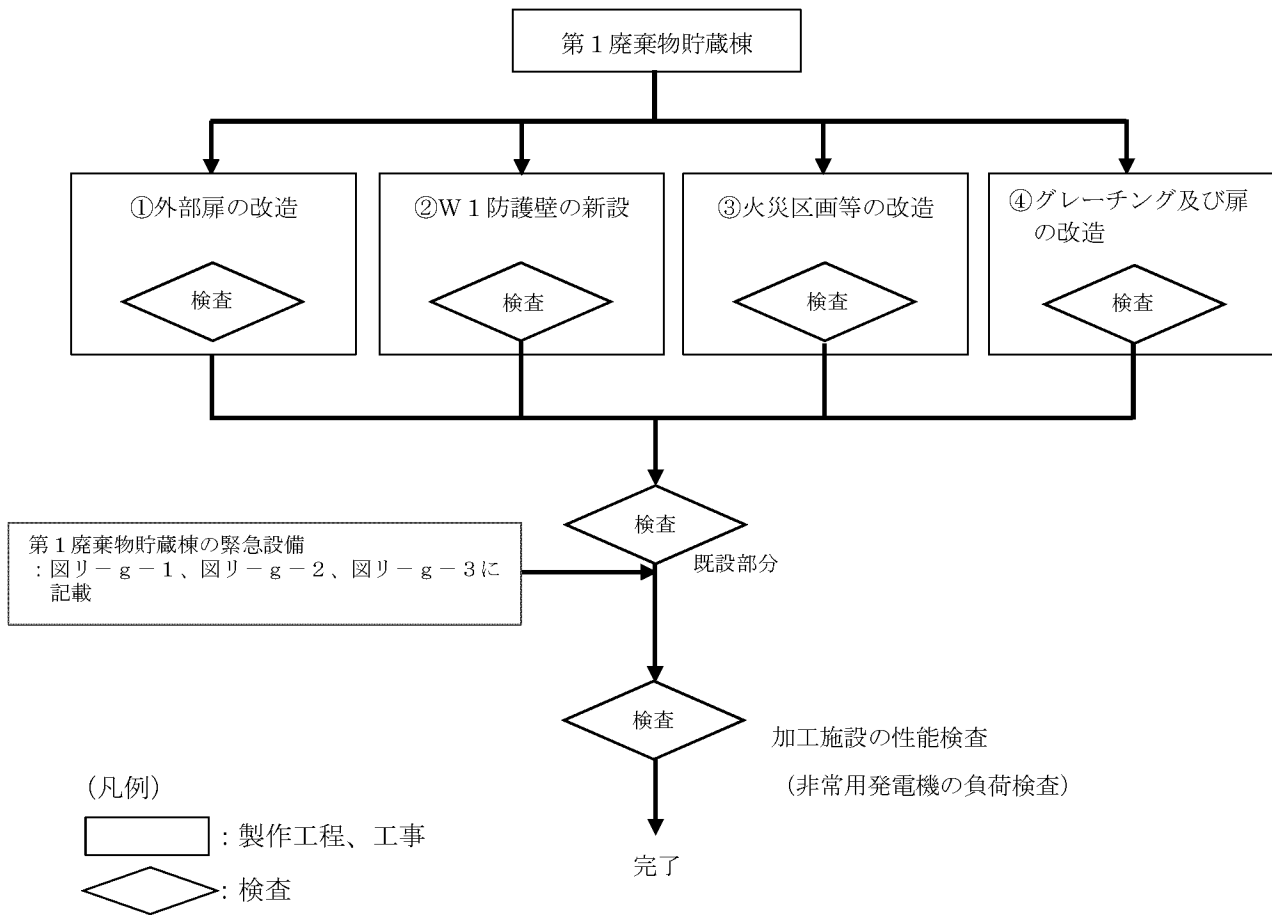 第１廃棄物貯蔵棟
①外部扉の改造
②Ｗ１防護壁の新設
③火災区画等の改造
④グレーチング及び扉
の改造
検査
検査
検査
検査
検査
既設部分
第１廃棄物貯蔵棟の緊急設備
：図リ－ｇ－１、図リ－ｇ－２、図リ－ｇ－３に
記載
検査
加工施設の性能検査
（非常用発電機の負荷検査）
完了
（凡例）
：製作工程、工事
：検査